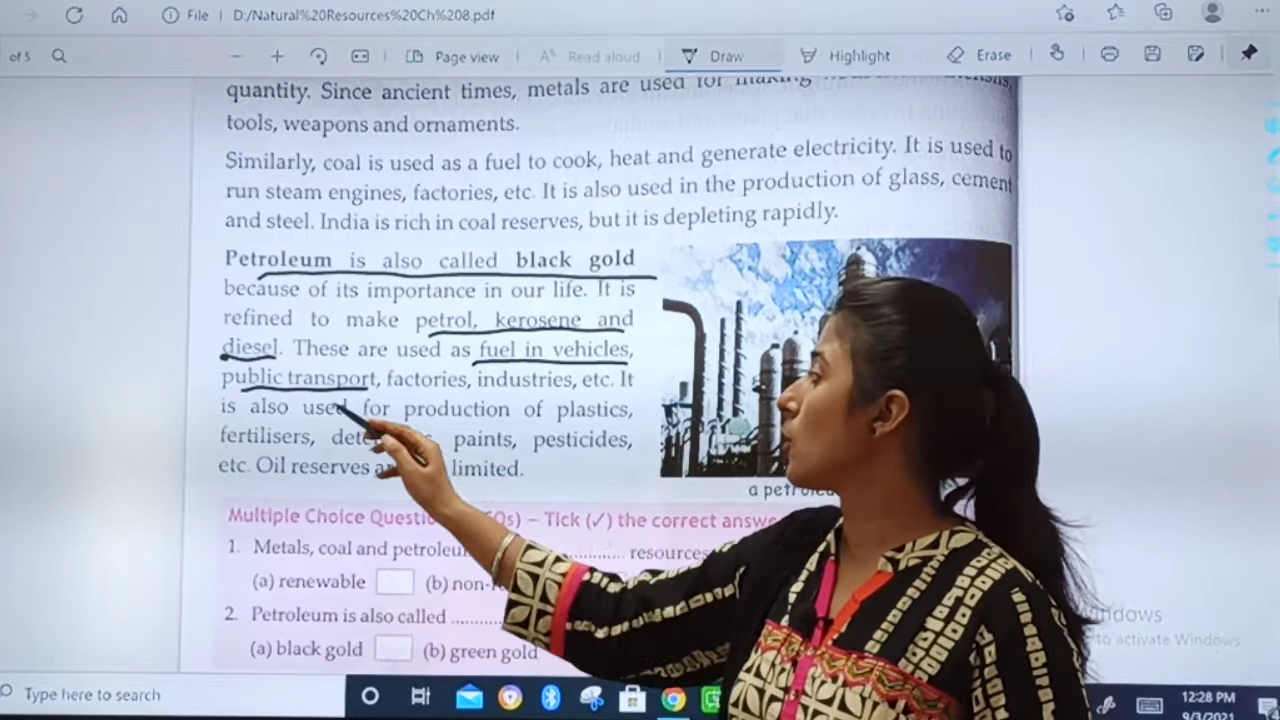 File | D:/Natural%20Resources%20Ch%208.pdf
of 5 Page view Read aloud Draw Highlight Erase
quantity. Since ancient times, metals are used for making
tools, weapons and ornaments.
Similarly, coal is used as a fuel to cook, heat and generate electricity. It is used to
run steam engines, factories, etc. It is also used in the production of glass, cement
and steel. India is rich in coal reserves, but it is depleting rapidly.
Petroleum is also called black gold
because of its importance in our life. It is
refined to make petrol, kerosene and
diesel. These are used as fuel in vehicles,
public transport, factories, industries, etc. It
is also used for production of plastics,
fertilisers, paints, pesticides,
etc. Oil reserves limited.
a
Multiple Choice – Tick (✓) the correct
1. Metals, coal and resources
(a) renewable (b)
2. Petroleum is also called ..........
(a) black gold (b) green gold
to activate Windows
Type here to search
12:28 PM
9/3/2021